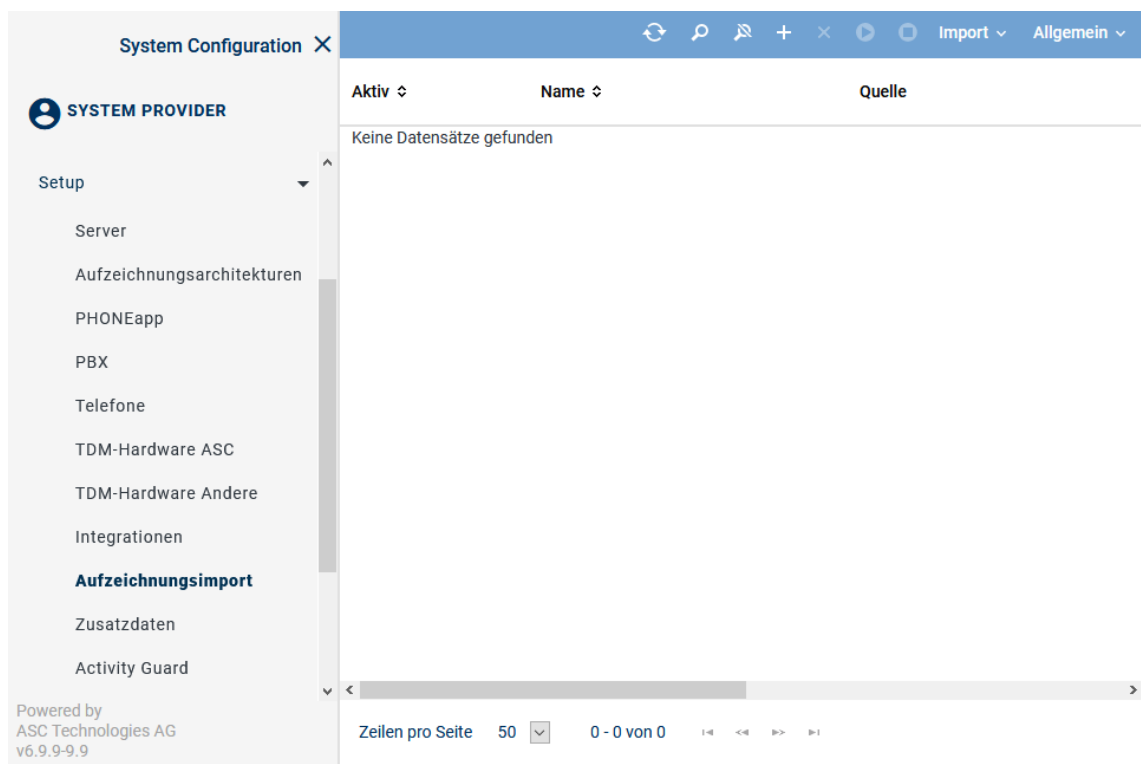 System Configuration
SYSTEM PROVIDER
Setup
Server
Aufzeichnungsarchitekturen
PHONEapp
PBX
Telefone
TDM-Hardware ASC
TDM-Hardware Andere
Integrationen
Aufzeichnungsimport
Zusatzdaten
Activity Guard
Powered by
ASC Technologies AG
v6.9.9-9.9
Import Allgemein
Aktiv Name Quelle
Keine Datensätze gefunden
Zeilen pro Seite 50 0 - 0 von 0